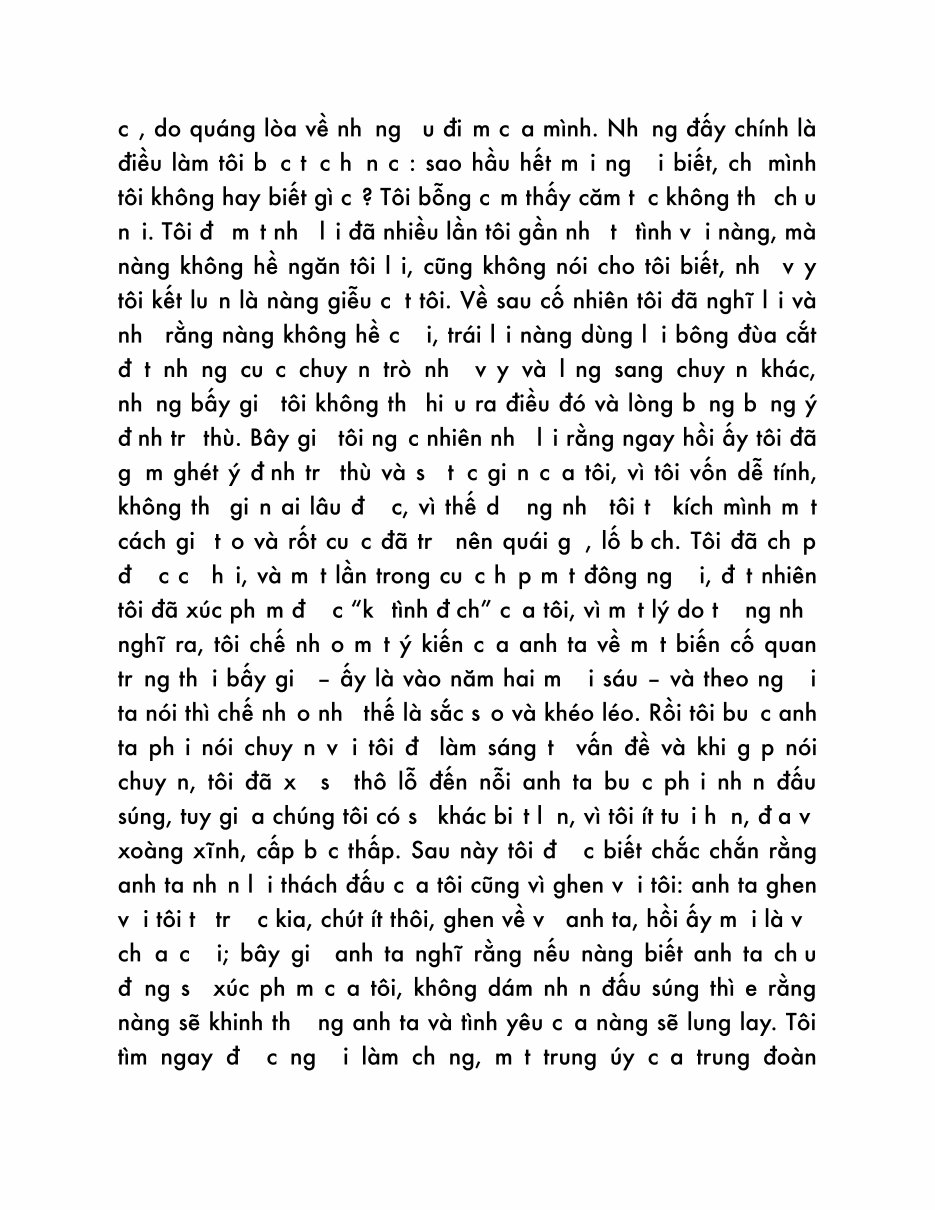 c , do quáng lòa về nh ng u đi m c a mình. Nh ng đấy chính là
điều làm tôi b c t c h n c : sao hầu hết m i ng i biết, ch mình
tôi không hay biết gì c ? Tôi bỗng c m thấy căm t c không th ch u
n i. Tôi đ m t nh l i đã nhiều lần tôi gần nh t tình v i nàng, mà
nàng không hề ngăn tôi l i, cũng không nói cho tôi biết, nh v y
tôi kết lu n là nàng giễu c t tôi. Về sau cố nhiên tôi đã nghĩ l i và
nh rằng nàng không hề c i, trái l i nàng dùng l i bông đùa cắt
đ t nh ng cu c chuy n trò nh v y và l ng sang chuy n khác,
nh ng bấy gi tôi không th hi u ra điều đó và lòng b ng b ng ý
đ nh tr thù. Bây gi tôi ng c nhiên nh l i rằng ngay hồi ấy tôi đã
g m ghét ý đ nh tr thù và s t c gi n c a tôi, vì tôi vốn dễ tính,
không th gi n ai lâu đ c, vì thế d ng nh tôi t kích mình m t
cách gi t o và rốt cu c đã tr nên quái g , lố b ch. Tôi đã ch p
đ c c h i, và m t lần trong cu c h p m t đông ng i, đ t nhiên
tôi đã xúc ph m đ c “k tình đ ch” c a tôi, vì m t lý do t ng nh
nghĩ ra, tôi chế nh o m t ý kiến c a anh ta về m t biến cố quan
tr ng th i bấy gi – ấy là vào năm hai m i sáu – và theo ng i
ta nói thì chế nh o nh thế là sắc s o và khéo léo. Rồi tôi bu c anh
ta ph i nói chuy n v i tôi đ làm sáng t vấn đề và khi g p nói
chuy n, tôi đã x s thô lỗ đến nỗi anh ta bu c ph i nh n đấu
súng, tuy gi a chúng tôi có s khác bi t l n, vì tôi ít tu i h n, đ a v
xoàng xĩnh, cấp b c thấp. Sau này tôi đ c biết chắc chắn rằng
anh ta nh n l i thách đấu c a tôi cũng vì ghen v i tôi: anh ta ghen
v i tôi t tr c kia, chút ít thôi, ghen về v anh ta, hồi ấy m i là v
ch a c i; bây gi anh ta nghĩ rằng nếu nàng biết anh ta ch u
đ ng s xúc ph m c a tôi, không dám nh n đấu súng thì e rằng
nàng sẽ khinh th ng anh ta và tình yêu c a nàng sẽ lung lay. Tôi
tìm ngay đ c ng i làm ch ng, m t trung úy c a trung đoàn